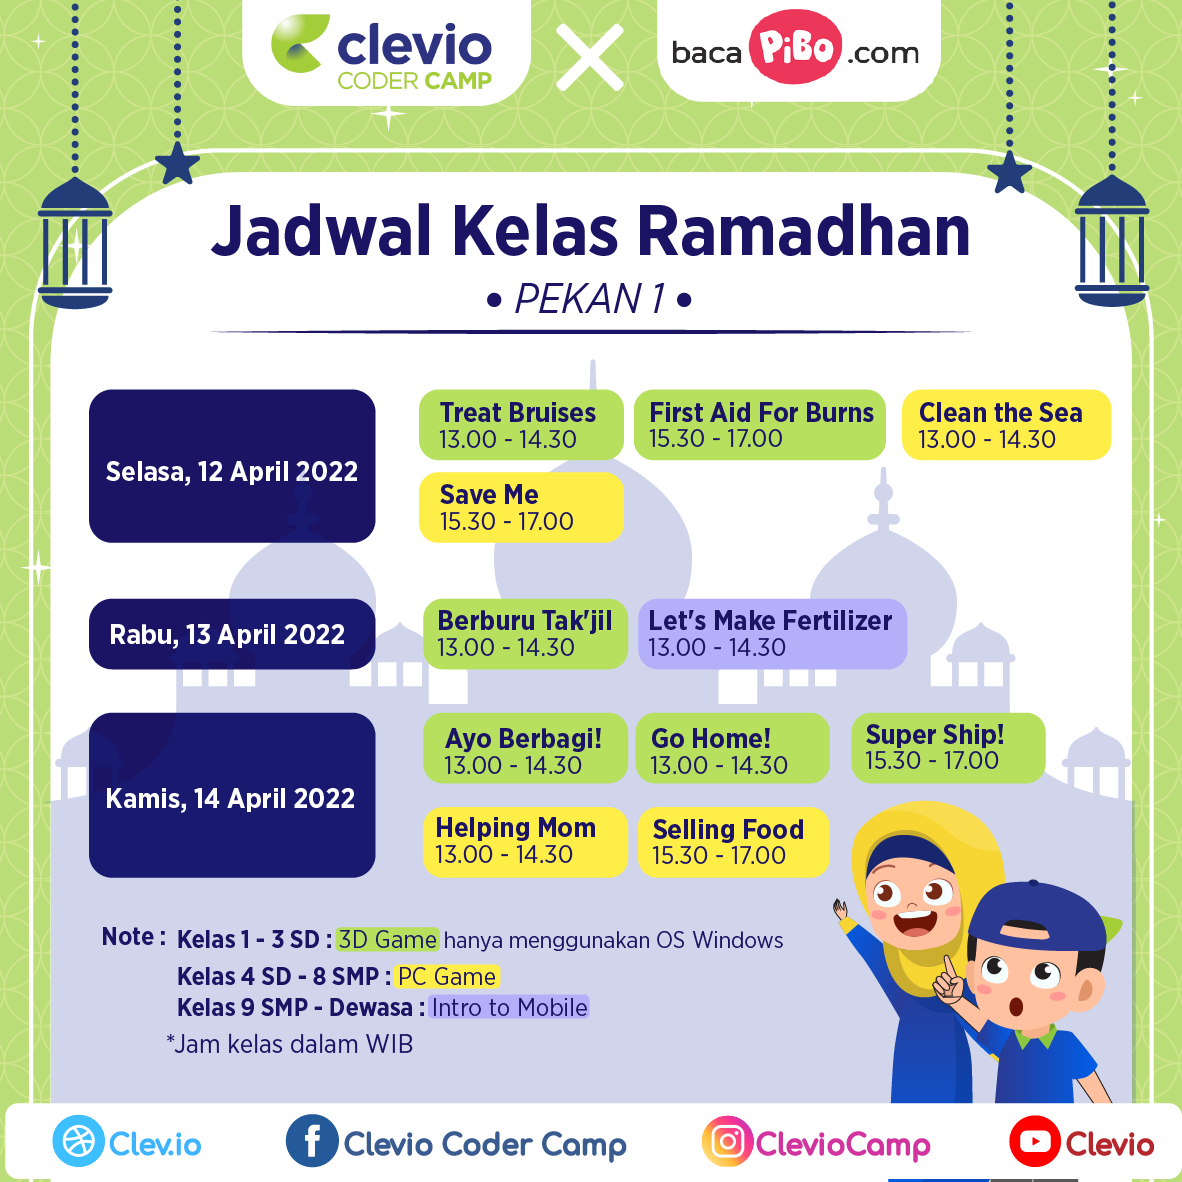 clevio
CODER CAMP
baca PiBO .com
Jadwal Kelas Ramadhan
• PEKAN 1 •
Selasa, 12 April 2022
Treat Bruises
13.00 - 14.30
First Aid For Burns
15.30 - 17.00
Clean the Sea
13.00 - 14.30
Save Me
15.30 - 17.00
Rabu, 13 April 2022
Berburu Tak'jil
13.00 - 14.30
Let's Make Fertilizer
13.00 - 14.30
Kamis, 14 April 2022
Ayo Berbagi!
13.00 - 14.30
Go Home!
13.00 - 14.30
Super Ship!
15.30 - 17.00
Helping Mom
13.00 - 14.30
Selling Food
15.30 - 17.00
Note : Kelas 1 - 3 SD : 3D Game hanya menggunakan OS Windows
Kelas 4 SD - 8 SMP : PC Game
Kelas 9 SMP - Dewasa : Intro to Mobile
*Jam kelas dalam WIB
Clev.io
Clevio Coder Camp
ClevioCamp
Clevio